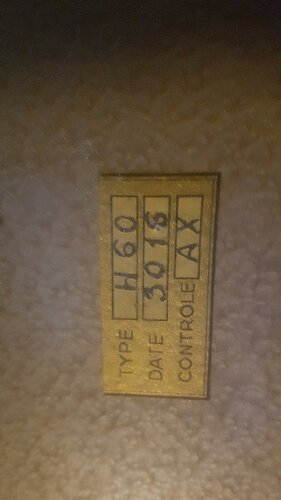 TYPE H60
DATE 3016
CONTROLE AX